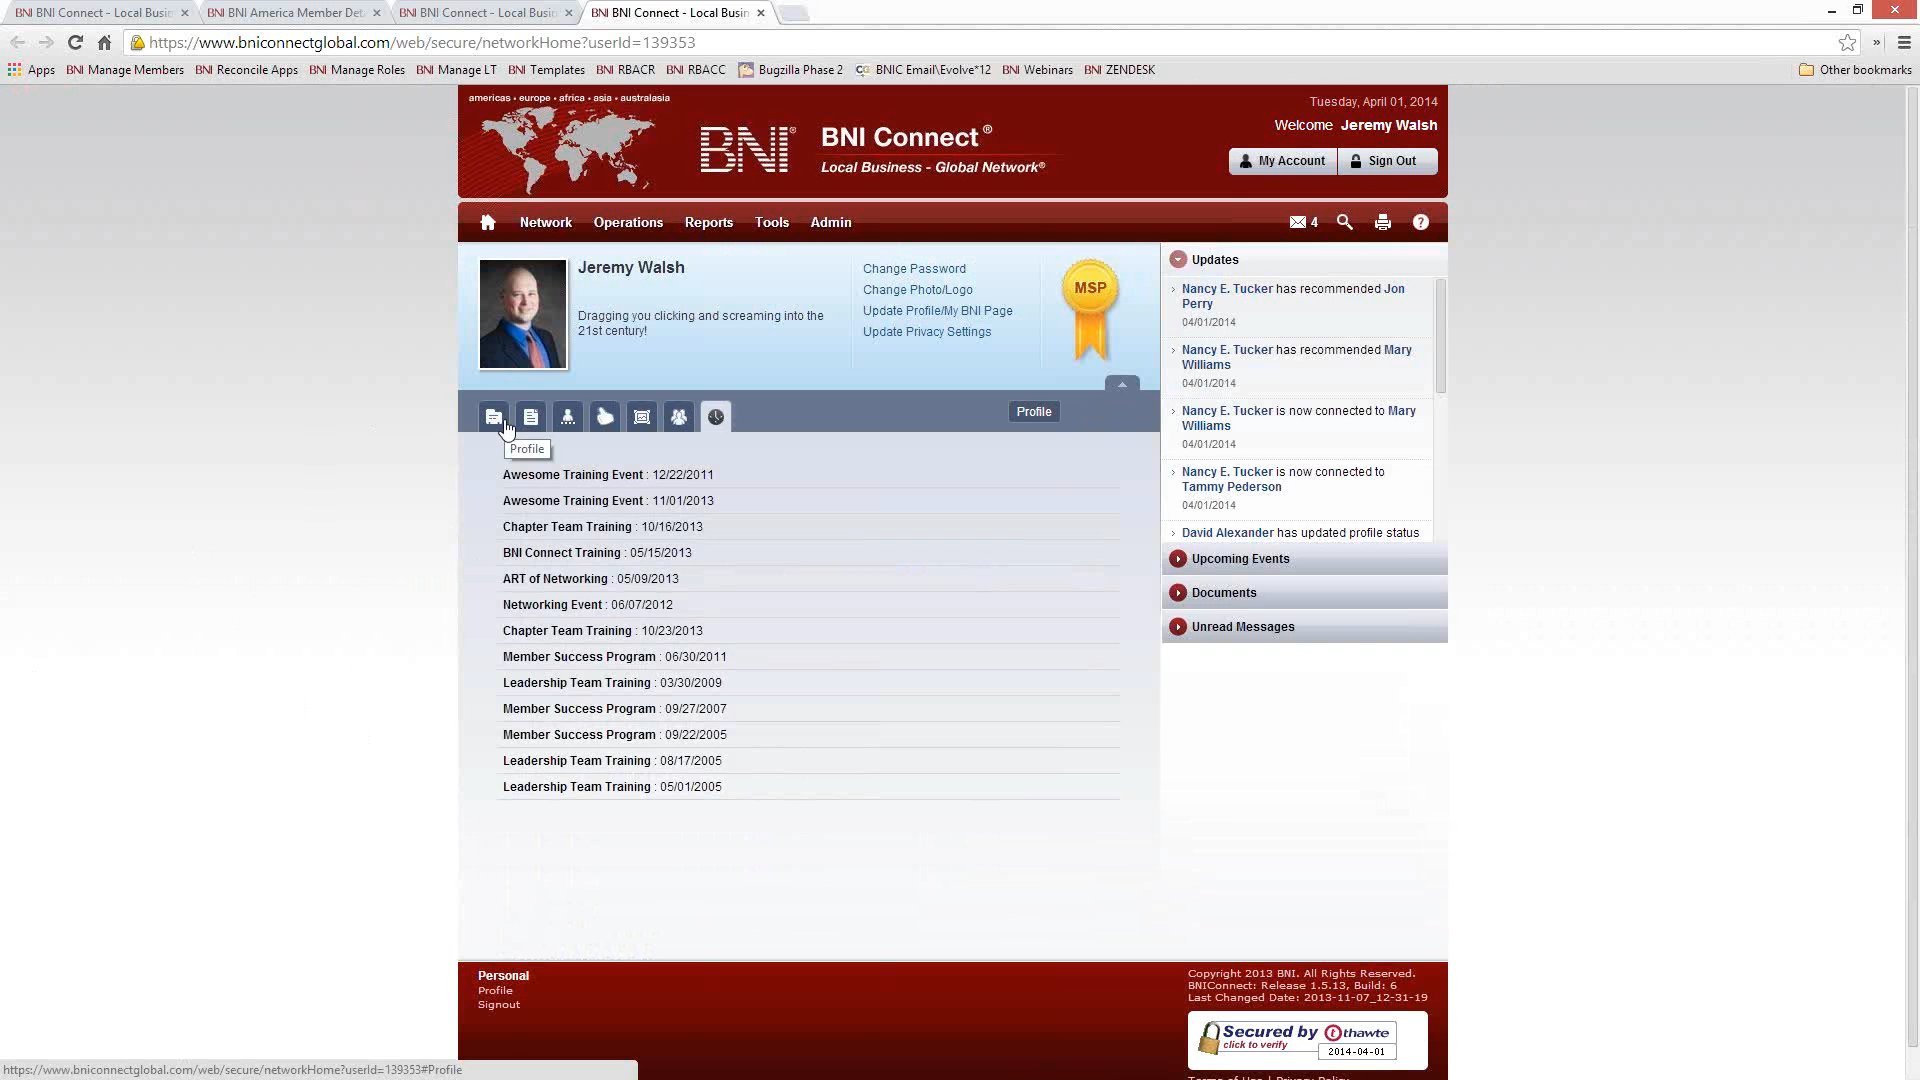 BNI BNI Connect - Local Busin
BNI BNI America Member Det
BNI BNI Connect - Local Busin
BNI BNI Connect - Local Busin
https://www.bniconnectglobal.com/web/secure/networkHome?userId=139353
Apps BNI Manage Members BNI Reconcile Apps BNI Manage Roles BNI Manage LT BNI Templates BNI RBACR BNI RBACC Bugzilla Phase 2 BNIC Email\Evolve*12 BNI Webinars BNI ZENDESK Other bookmarks
americas • europe • africa • asia • australasia
BNI®
BNI Connect®
Local Business - Global Network®
Tuesday, April 01, 2014
Welcome Jeremy Walsh
My Account Sign Out
Network Operations Reports Tools Admin 4
Jeremy Walsh
Dragging you clicking and screaming into the
21st century!
Change Password
Change Photo/Logo
Update Profile/My BNI Page
Update Privacy Settings
MSP
Profile
Profile
Awesome Training Event : 12/22/2011
Awesome Training Event : 11/01/2013
Chapter Team Training : 10/16/2013
BNI Connect Training : 05/15/2013
ART of Networking : 05/09/2013
Networking Event : 06/07/2012
Chapter Team Training : 10/23/2013
Member Success Program : 06/30/2011
Leadership Team Training : 03/30/2009
Member Success Program : 09/27/2007
Member Success Program : 09/22/2005
Leadership Team Training : 08/17/2005
Leadership Team Training : 05/01/2005
Updates
Nancy E. Tucker has recommended Jon
Perry
04/01/2014
Nancy E. Tucker has recommended Mary
Williams
04/01/2014
Nancy E. Tucker is now connected to Mary
Williams
04/01/2014
Nancy E. Tucker is now connected to
Tammy Pederson
04/01/2014
David Alexander has updated profile status
Upcoming Events
Documents
Unread Messages
Personal
Profile
Signout
Copyright 2013 BNI. All Rights Reserved.
BNIConnect: Release 1.5.13, Build: 6
Last Changed Date: 2013-11-07_12-31-19
Secured by thawte
click to verify
2014-04-01
Terms of Use | Privacy Policy
https://www.bniconnectglobal.com/web/secure/networkHome?userId=139353#Profile